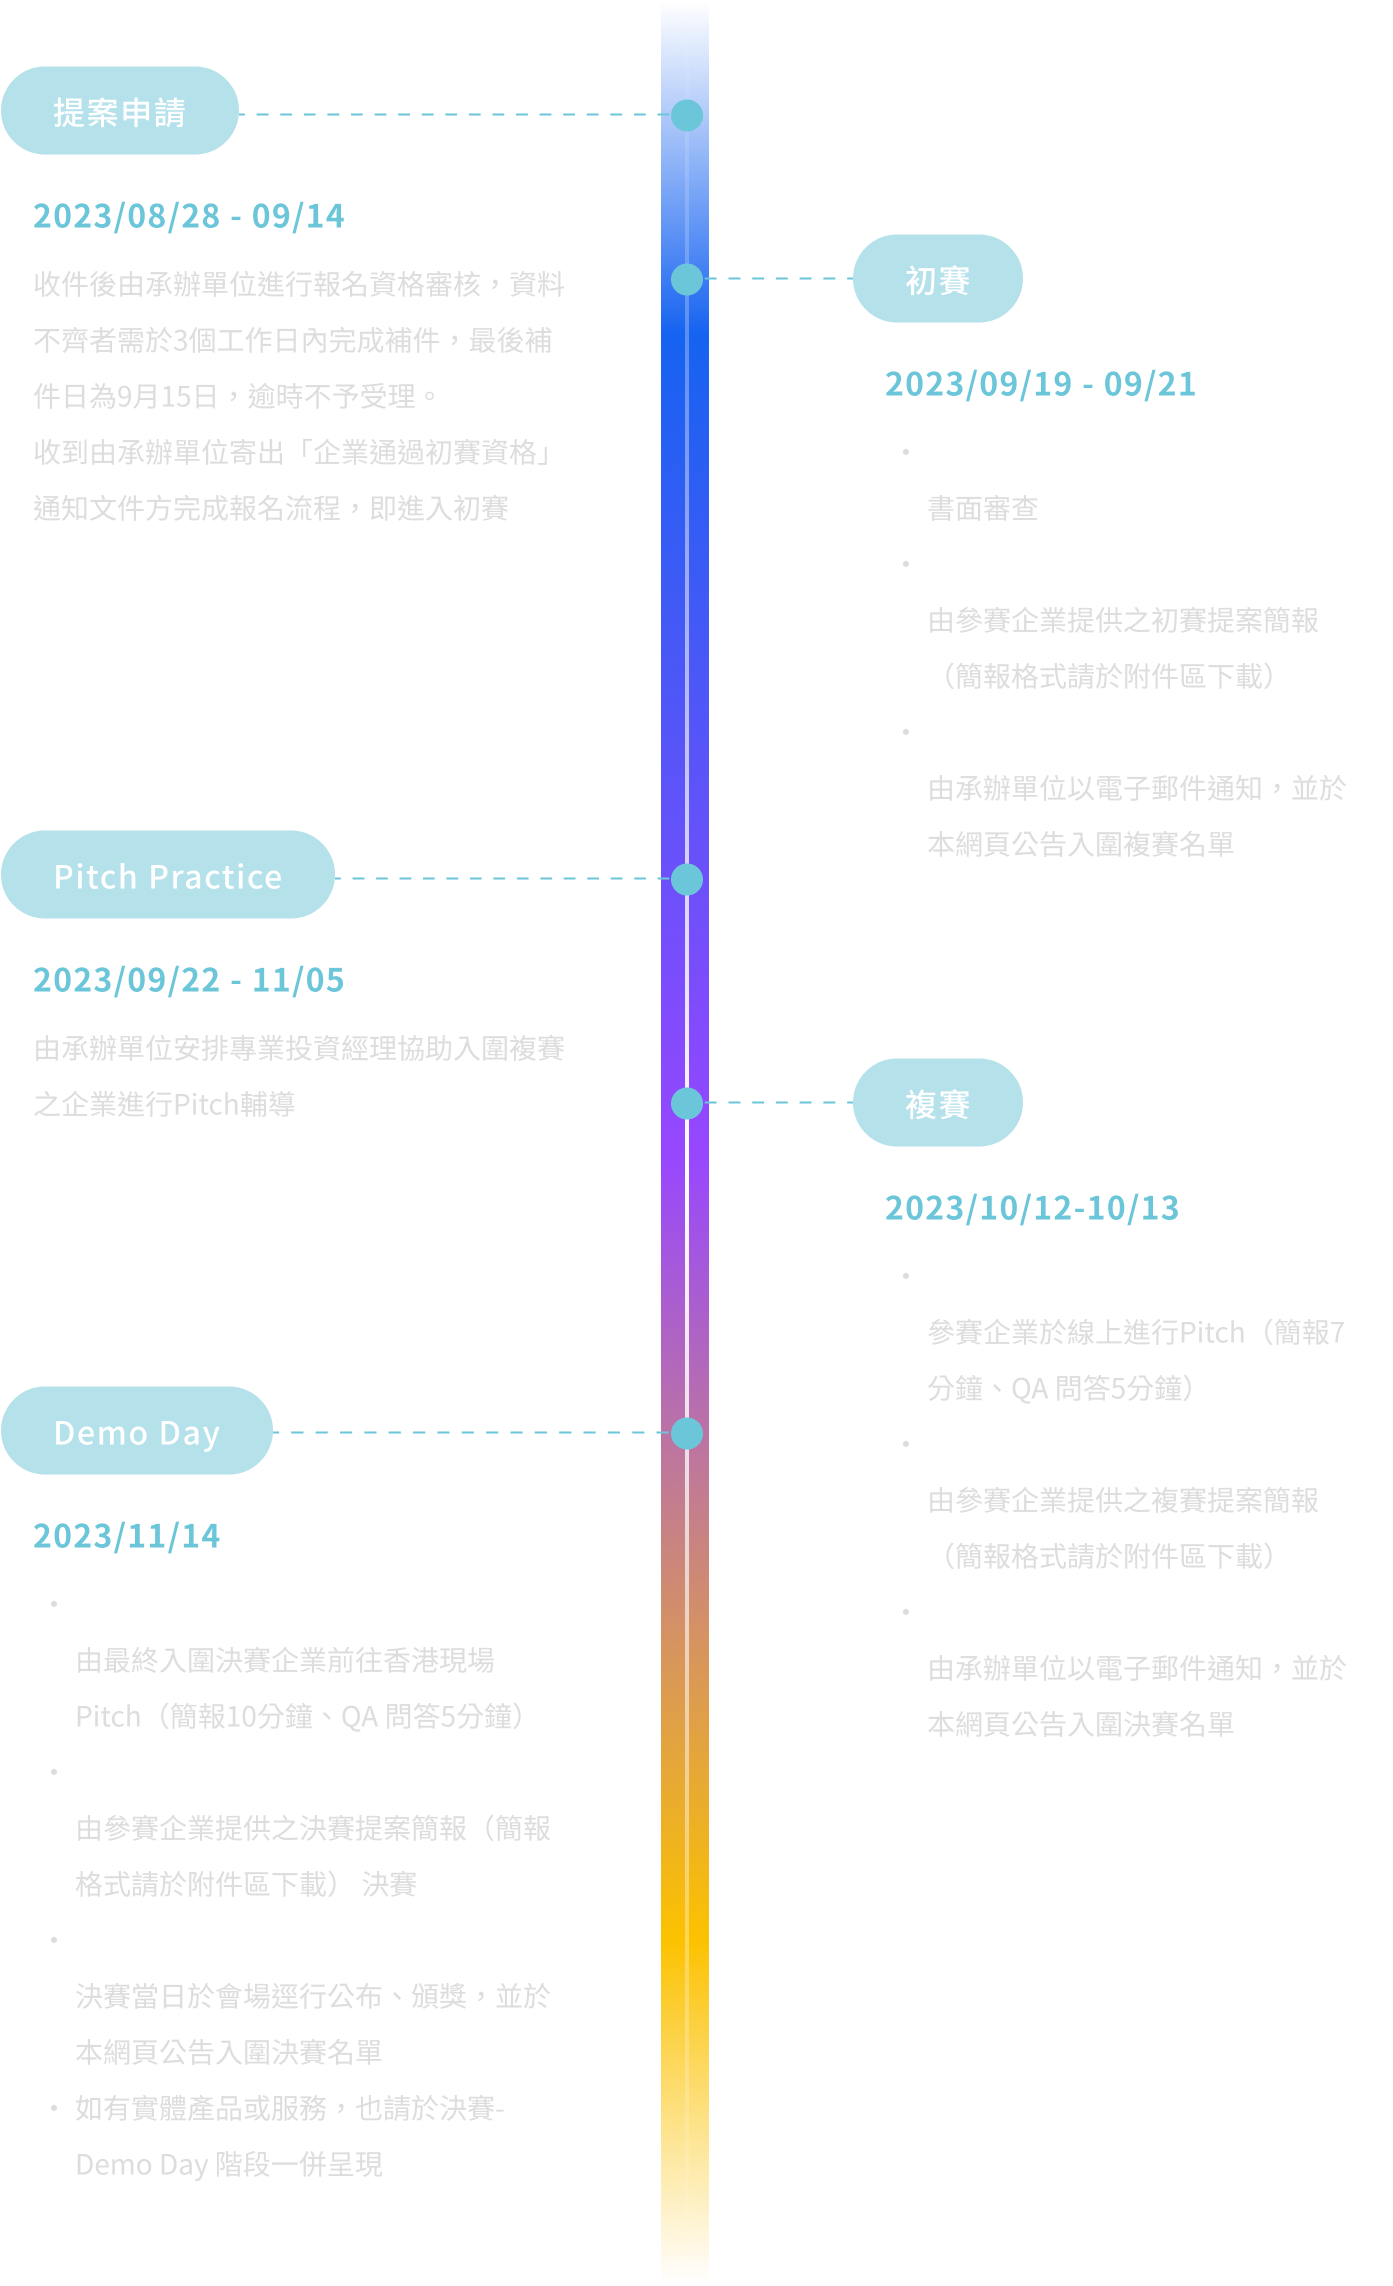 提案申請
2023/08/28 - 09/14
收件後由承辦單位進行報名資格審核，資料
不齊者需於3個工作日內完成補件，最後補
件日為9月15日，逾時不予受理。
收到由承辦單位寄出「企業通過初賽資格」
通知文件方完成報名流程，即進入初賽
初賽
2023/09/19 - 09/21
•
書面審查
•
由參賽企業提供之初賽提案簡報
（簡報格式請於附件區下載）
•
由承辦單位以電子郵件通知，並於
本網頁公告入圍複賽名單
Pitch Practice
2023/09/22 - 11/05
由承辦單位安排專業投資經理協助入圍複賽
之企業進行Pitch輔導
複賽
2023/10/12-10/13
•
參賽企業於線上進行Pitch（簡報7
分鐘、QA 問答5分鐘）
•
由參賽企業提供之複賽提案簡報
（簡報格式請於附件區下載）
•
由承辦單位以電子郵件通知，並於
本網頁公告入圍決賽名單
Demo Day
2023/11/14
•
由最終入圍決賽企業前往香港現場
Pitch（簡報10分鐘、QA 問答5分鐘）
•
由參賽企業提供之決賽提案簡報（簡報
格式請於附件區下載） 決賽
•
決賽當日於會場逕行公布、頒獎，並於
本網頁公告入圍決賽名單
• 如有實體產品或服務，也請於決賽-
Demo Day 階段一併呈現